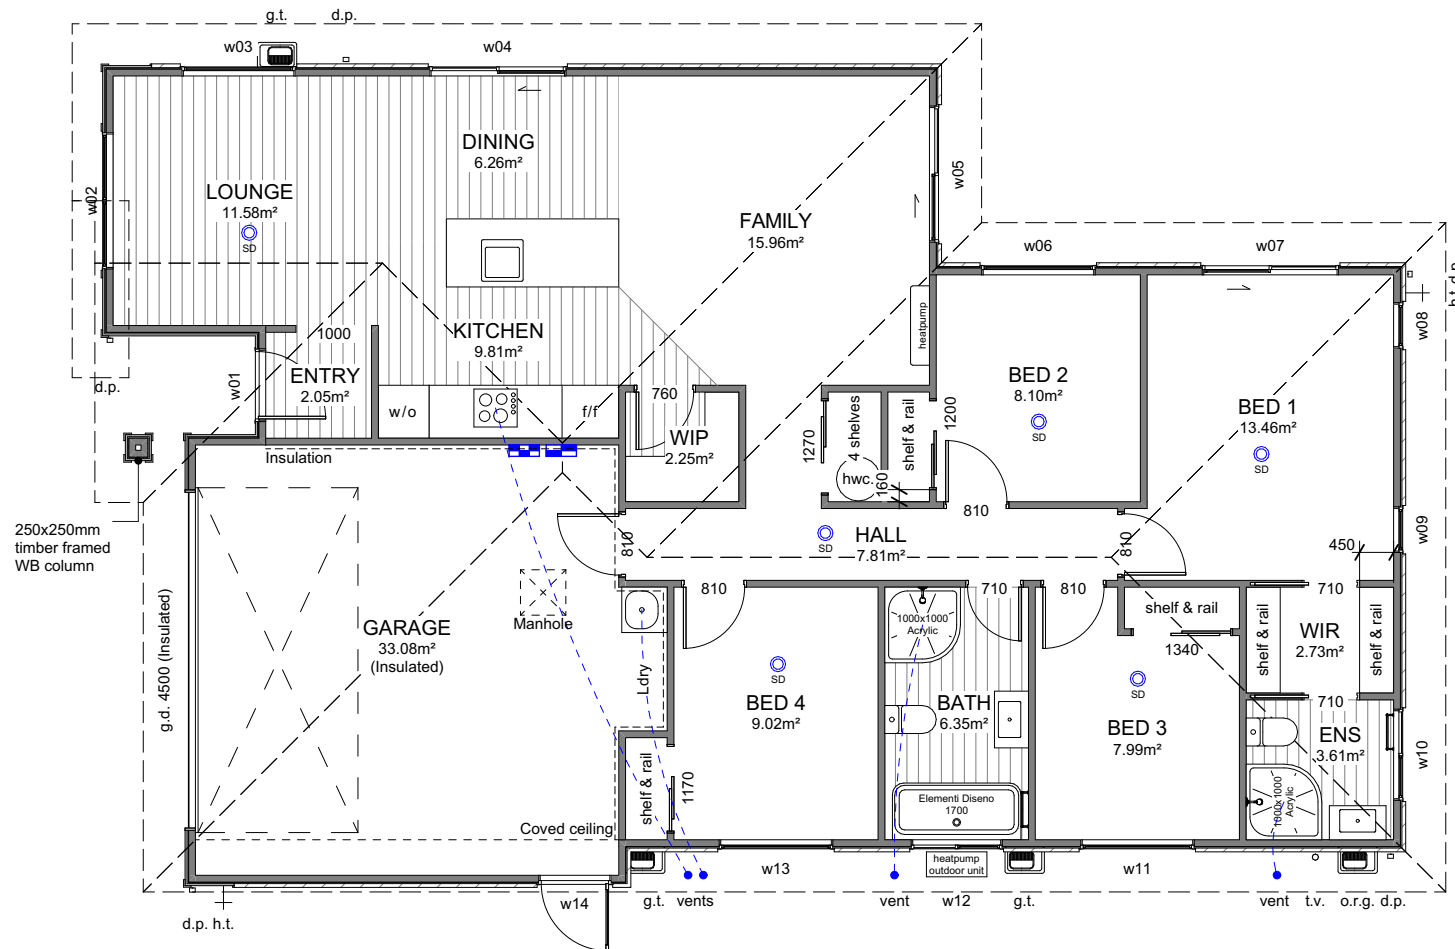 g.t.
d.p.
w03
w04
DINING
6.26m²
LOUNGE
11.58m²
SD
w02
FAMILY
15.96m²
w05
w06
w07
h.t. d.p.
w08
KITCHEN
9.81m²
1000
ENTRY
2.05m²
w01
d.p.
w/o
f/f
760
WIP
2.25m²
heatpump
BED 2
8.10m²
SD
BED 1
13.46m²
SD
1270
4 shelves
hwc.
160
shelf & rail
1200
Insulation
250x250mm
timber framed
WB column
810
810
810
SD
HALL
7.81m²
w09
450
g.d. 4500 (Insulated)
GARAGE
33.08m²
(Insulated)
Manhole
Ldry
810
710
810
710
1000x1000
Acrylic
shelf & rail
1340
shelf & rail
WIR
2.73m²
shelf & rail
SD
BED 4
9.02m²
BATH
6.35m²
SD
BED 3
7.99m²
710
ENS
3.61m²
w10
shelf & rail
1170
Elementi Diseno
1700
1000x1000
Acrylic
Coved ceiling
w13
heatpump
outdoor unit
w11
d.p. h.t.
w14
g.t.
vents
vent
w12
g.t.
vent
t.v.
o.r.g.
d.p.